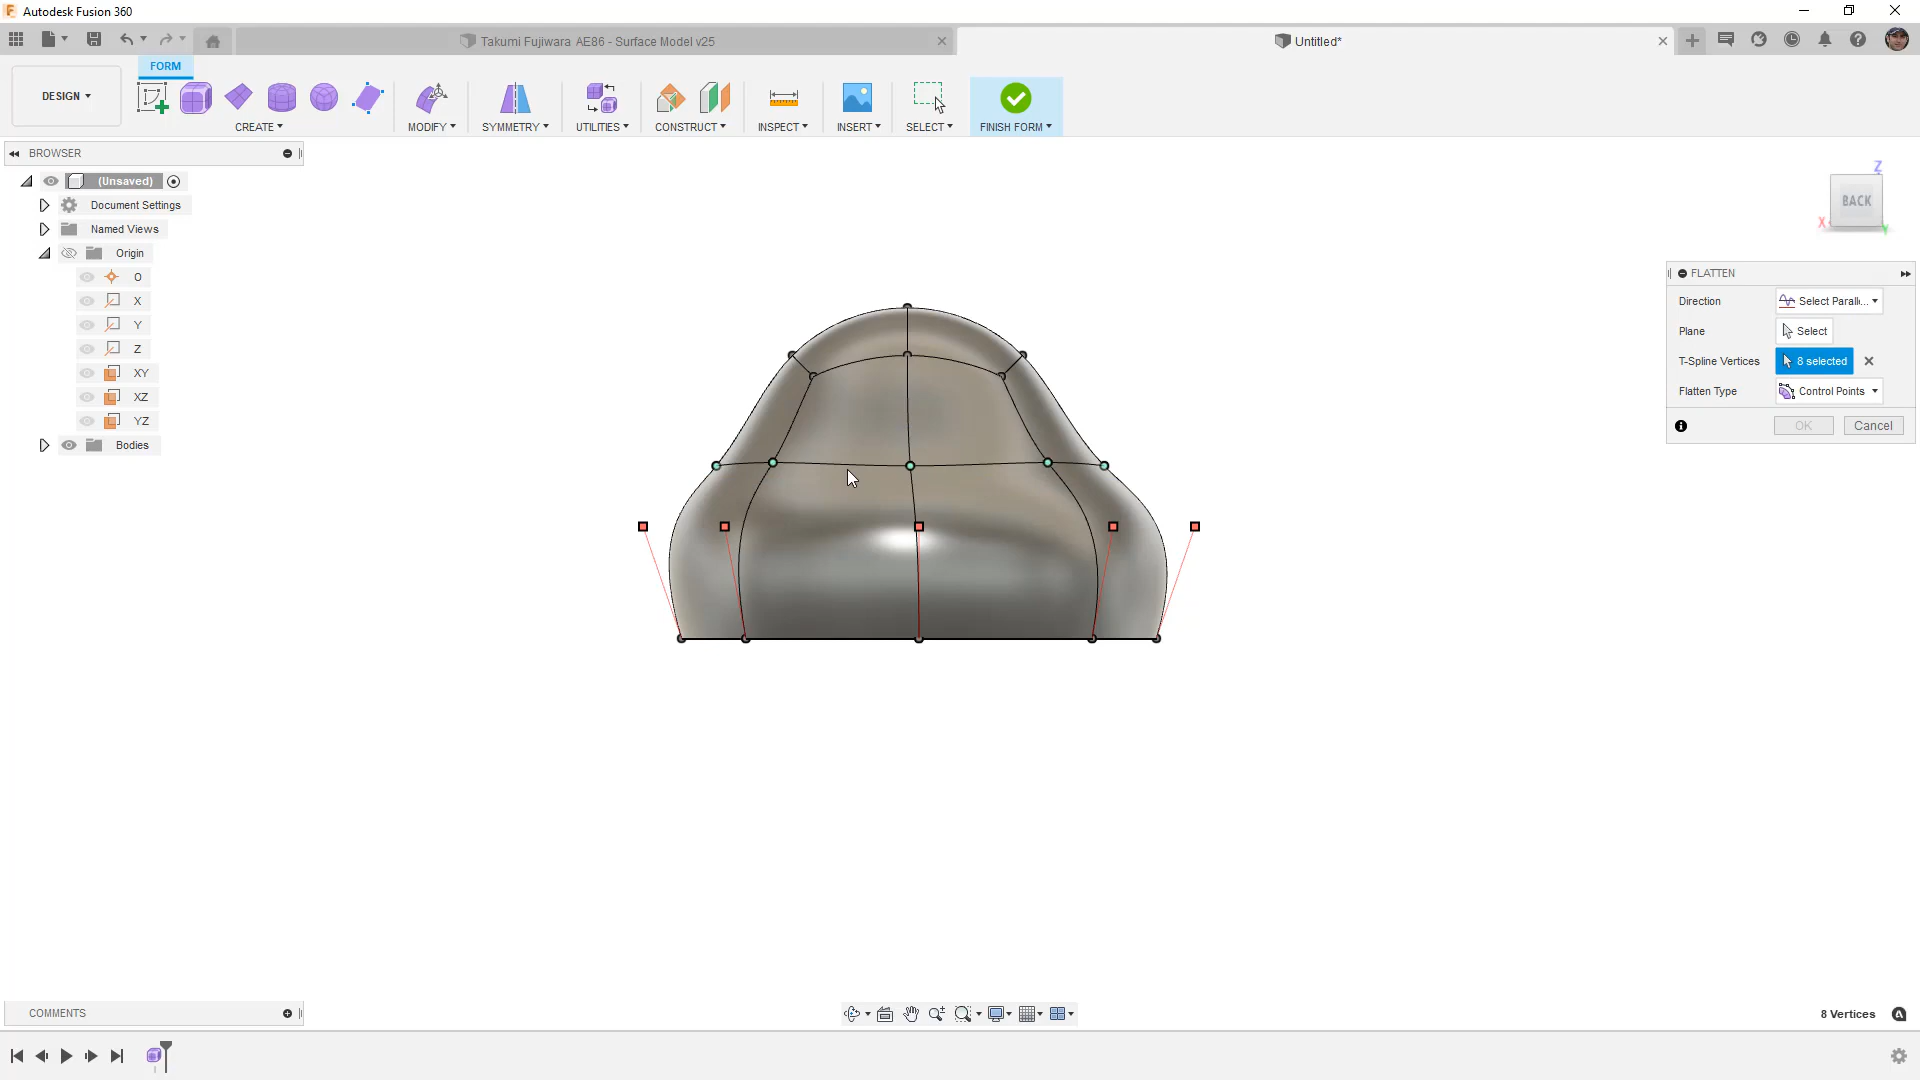 Autodesk Fusion 360
Takumi Fujiwara AE86 - Surface Model v25
Untitled*
FORM
DESIGN
CREATE
MODIFY
SYMMETRY
UTILITIES
CONSTRUCT
INSPECT
INSERT
SELECT
FINISH FORM
BROWSER
(Unsaved)
Document Settings
Named Views
Origin
O
X
Y
Z
XY
XZ
YZ
Bodies
Z
BACK
X
Y
FLATTEN
Direction
Select Parall...
Plane
Select
T-Spline Vertices
8 selected
Flatten Type
Control Points
OK
Cancel
COMMENTS
8 Vertices